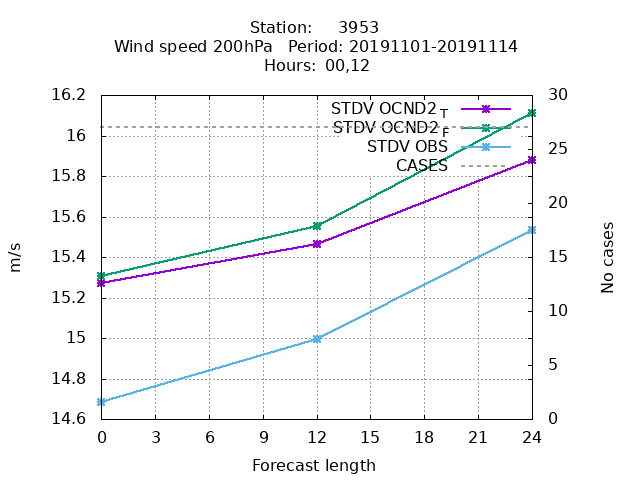 Station: 3953
Wind speed 200hPa Period: 20191101-20191114
Hours: 00,12
STDV OCND2 T
STDV OCND2 F
STDV OBS
CASES
16.2
16
15.8
15.6
15.4
15.2
15
14.8
14.6
m/s
30
25
20
15
10
5
0
No cases
0 3 6 9 12 15 18 21 24
Forecast length